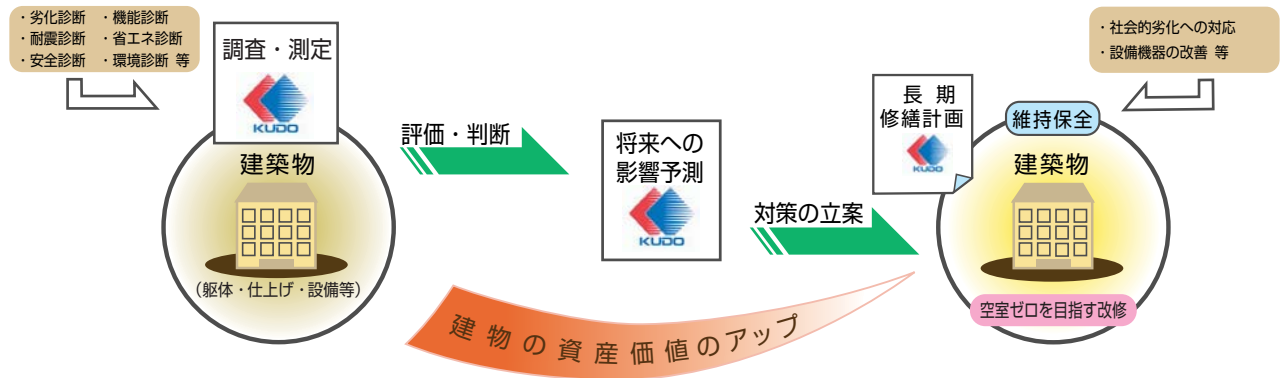 ・劣化診断 ・機能診断
・耐震診断 ・省エネ診断
・安全診断 ・環境診断 等
調査・測定
KUDO
建築物
（躯体・仕上げ・設備等）
評価・判断
将来への
影響予測
KUDO
対策の立案
長 期
修繕計画
KUDO
・社会的劣化への対応
・設備機器の改善 等
維持保全
建築物
空室ゼロを目指す改修
建物の資産価値のアップ